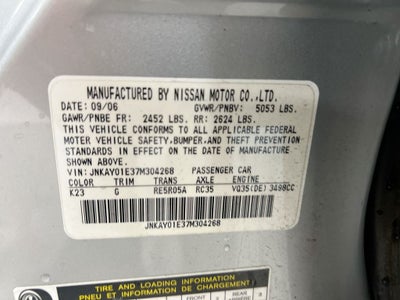 MANUFACTURED BY NISSAN MOTOR CO.,LTD.
DATE: 09/06 GVWR/PNBV: 5053 LBS.
GAWR/PNBE FR: 2452 LBS. RR: 2624 LBS.
THIS VEHICLE CONFORMS TO ALL APPLICABLE FEDERAL
MOTOR VEHICLE SAFETY,BUMPER,AND THEFT PREVENTION
STANDARDS IN EFFECT ON THE DATE OF MANUFACTURE
SHOWN ABOVE.
VIN: JNKAY01E37M304268 PASSENGER CAR
COLOR TRIM TRANS AXLE ENGINE
K23 G RE5R05A RC35 VQ35(DE) 3498CC
JNKAY01E37M304268
TIRE AND LOADING INFORMATION
PNEU ET INFORMATION